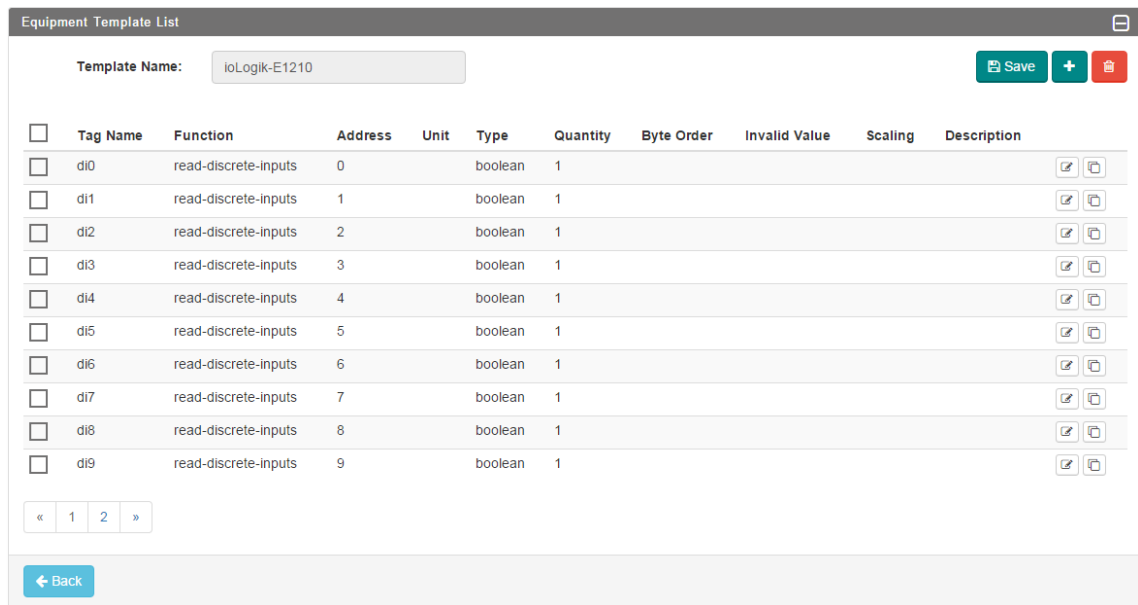 Equipment Template List
Template Name: ioLogik-E1210 Save
Tag Name Function Address Unit Type Quantity Byte Order Invalid Value Scaling Description
di0 read-discrete-inputs 0 boolean 1
di1 read-discrete-inputs 1 boolean 1
di2 read-discrete-inputs 2 boolean 1
di3 read-discrete-inputs 3 boolean 1
di4 read-discrete-inputs 4 boolean 1
di5 read-discrete-inputs 5 boolean 1
di6 read-discrete-inputs 6 boolean 1
di7 read-discrete-inputs 7 boolean 1
di8 read-discrete-inputs 8 boolean 1
di9 read-discrete-inputs 9 boolean 1
« 1 2 »
Back